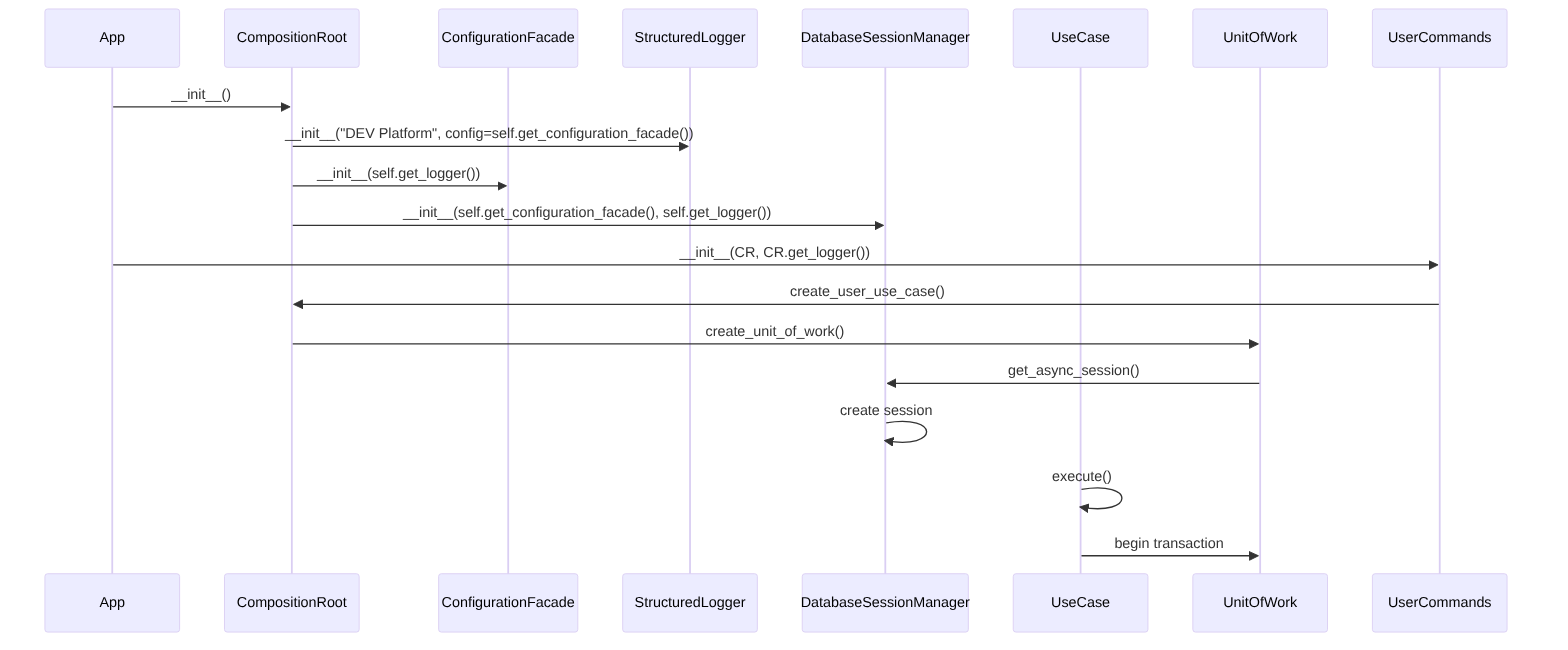 App
CompositionRoot
ConfigurationFacade
StructuredLogger
DatabaseSessionManager
UseCase
UnitOfWork
UserCommands
__init__()
__init__("DEV Platform", config=self.get_configuration_facade())
__init__(self.get_logger())
__init__(self.get_configuration_facade(), self.get_logger())
__init__(CR, CR.get_logger())
create_user_use_case()
create_unit_of_work()
get_async_session()
create session
execute()
begin transaction
App
CompositionRoot
ConfigurationFacade
StructuredLogger
DatabaseSessionManager
UseCase
UnitOfWork
UserCommands